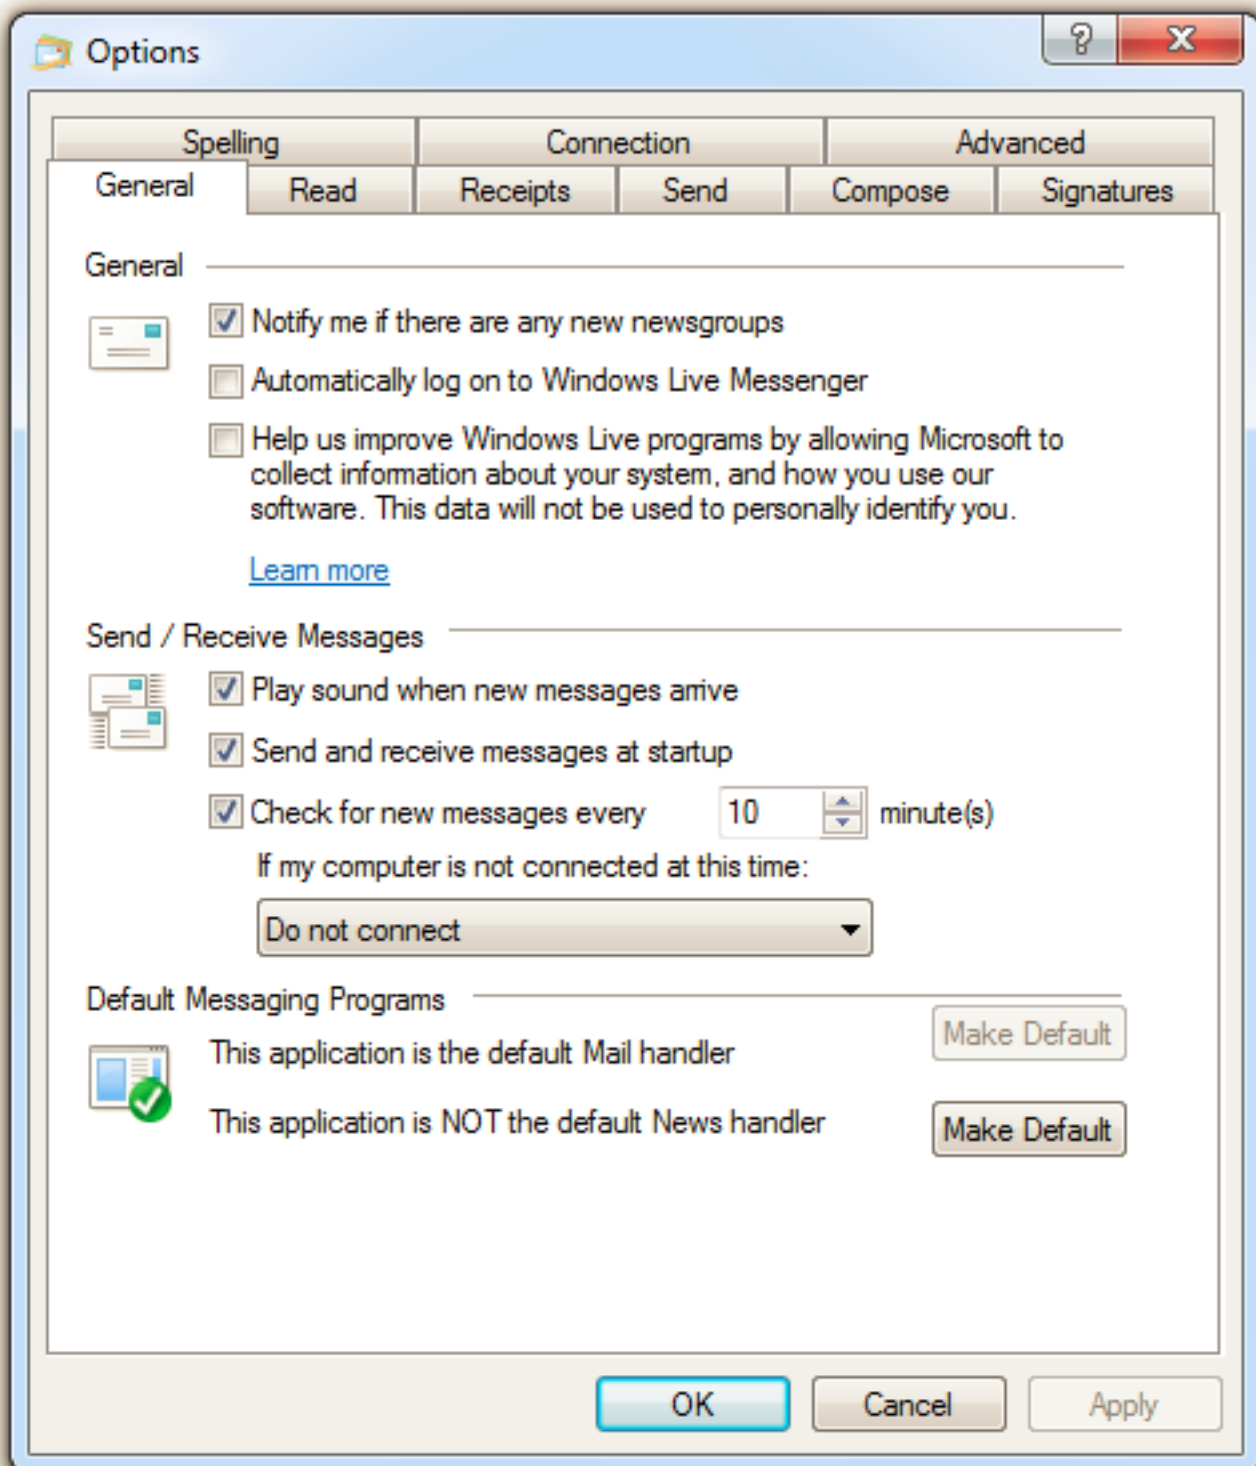 Options
Spelling Connection Advanced
General Read Receipts Send Compose Signatures
General
Notify me if there are any new newsgroups
Automatically log on to Windows Live Messenger
Help us improve Windows Live programs by allowing Microsoft to
collect information about your system, and how you use our
software. This data will not be used to personally identify you.
Learn more
Send / Receive Messages
Play sound when new messages arrive
Send and receive messages at startup
Check for new messages every 10 minute(s)
If my computer is not connected at this time:
Do not connect
Default Messaging Programs
This application is the default Mail handler Make Default
This application is NOT the default News handler Make Default
OK Cancel Apply